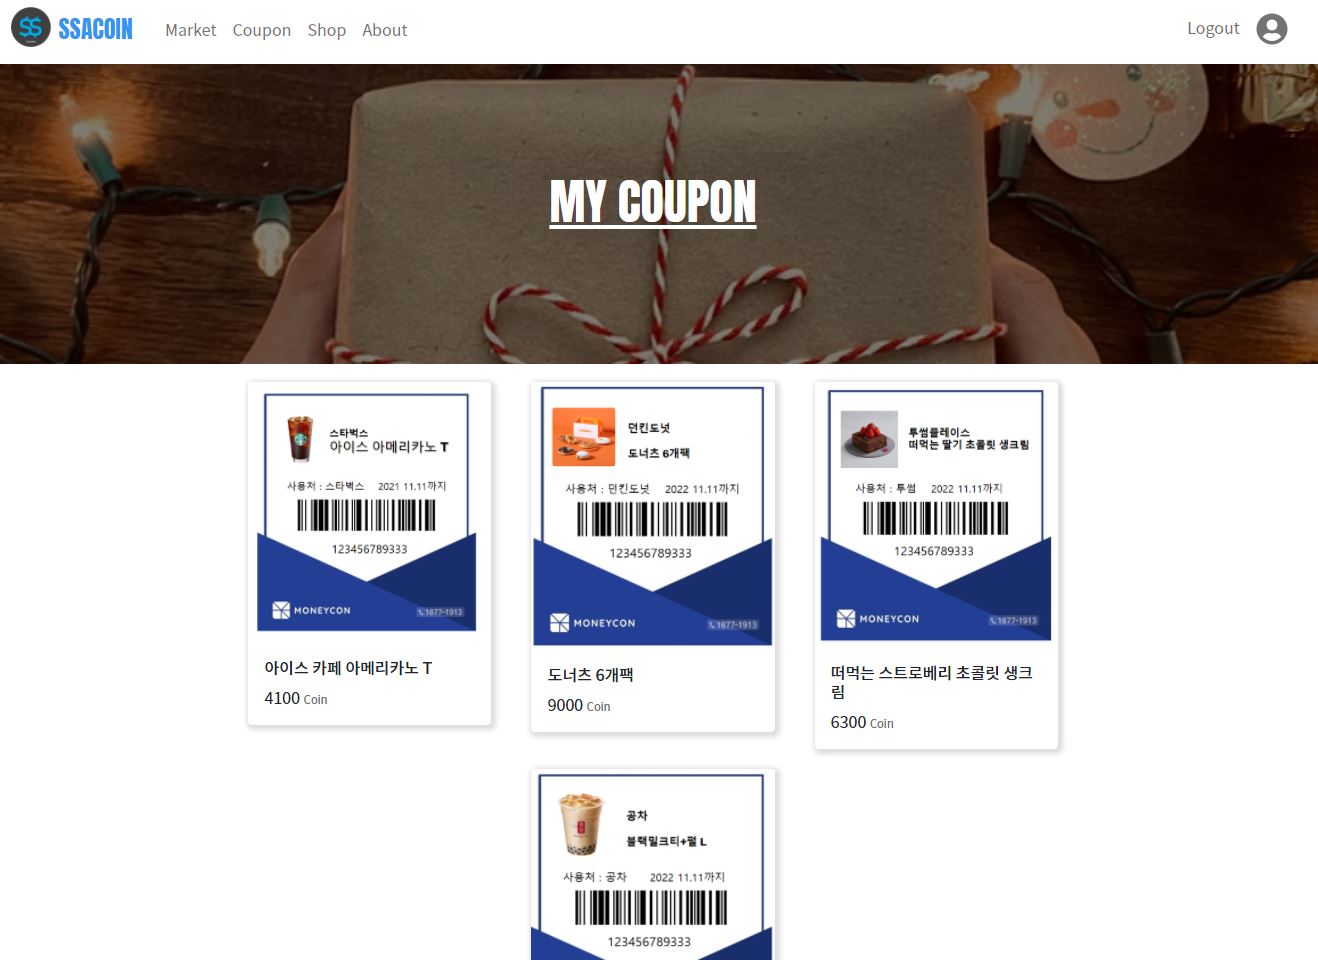 SSACOIN
Market Coupon Shop About
Logout
MY COUPON
스타벅스
아이스 아메리카노 T
사용처 : 스타벅스 2021 11.11까지
123456789333
MONEYCON
1877-1913
아이스 카페 아메리카노 T
4100 Coin
던킨도넛
도너츠 6개팩
사용처 : 던킨도넛 2022 11.11까지
123456789333
MONEYCON
1877-1913
도너츠 6개팩
9000 Coin
투썸플레이스
떠먹는 딸기 초콜릿 생크림
사용처 : 투썸 2022 11.11까지
123456789333
MONEYCON
1877-1913
떠먹는 스트로베리 초콜릿 생크
림
6300 Coin
공차
블랙밀크티+펄 L
사용처 : 공차 2022 11.11까지
123456789333